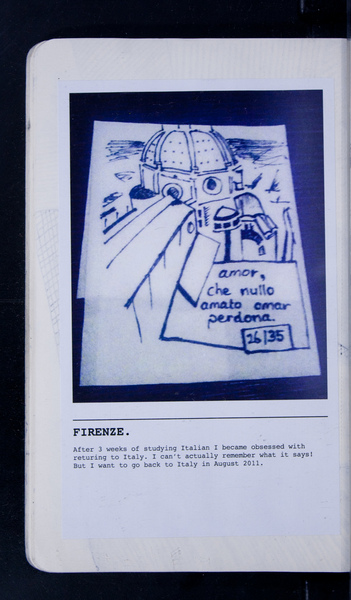 amor,
che nullo
amato amar
perdona.
26/35
FIRENZE.
After 3 weeks of studying Italian I became obsessed with
returing to Italy. I can't actually remember what it says!
But I want to go back to Italy in August 2011.